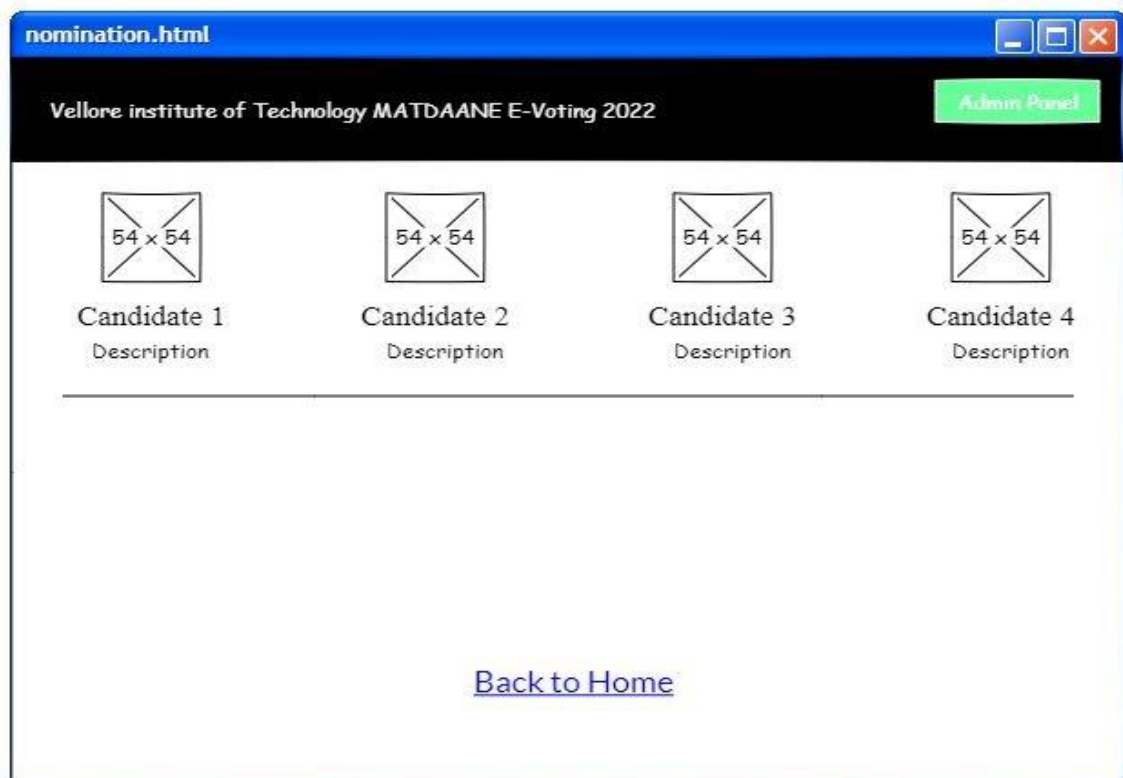 nomination.html
Vellore institute of Technology MATDAANE E-Voting 2022
Admin Panel
54 x 54 54 x 54 54 x 54 54 x 54
Candidate 1 Candidate 2 Candidate 3 Candidate 4
Description Description Description Description
Back to Home